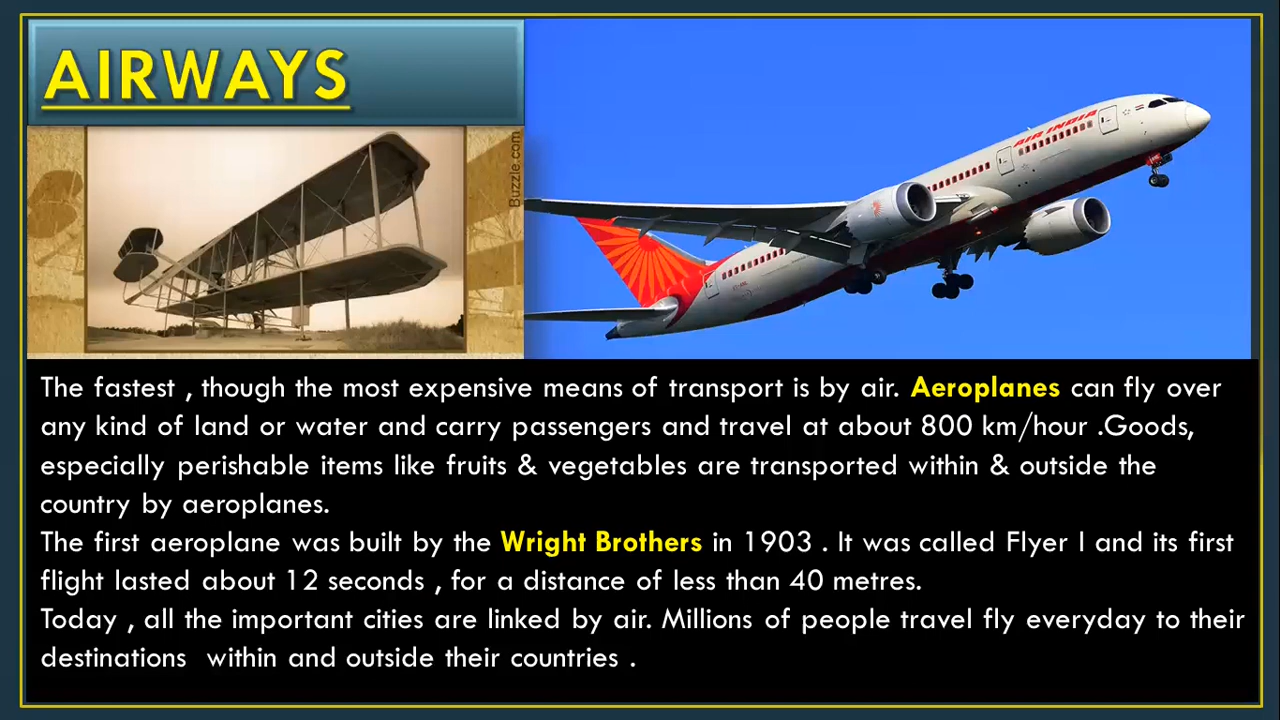 AIRWAYS
Buzzle.com
AIR INDIA
The fastest , though the most expensive means of transport is by air. Aeroplanes can fly over
any kind of land or water and carry passengers and travel at about 800 km/hour .Goods,
especially perishable items like fruits & vegetables are transported within & outside the
country by aeroplanes.
The first aeroplane was built by the Wright Brothers in 1903 . It was called Flyer I and its first
flight lasted about 12 seconds , for a distance of less than 40 metres.
Today , all the important cities are linked by air. Millions of people travel fly everyday to their
destinations within and outside their countries .